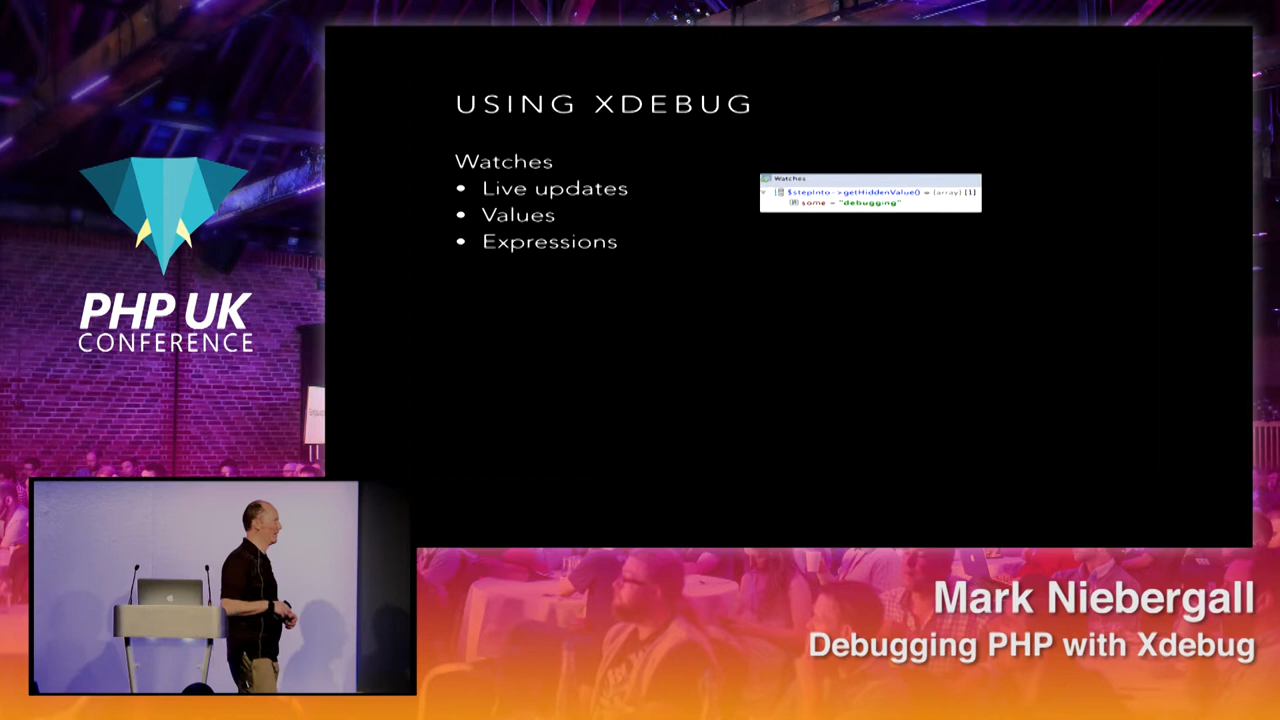 USING XDEBUG
Watches
• Live updates
• Values
• Expressions
Watches
$stepInto->getHiddenValue() = {array} [1]
some = "debugging"
PHP UK
CONFERENCE
Mark Niebergall
Debugging PHP with Xdebug